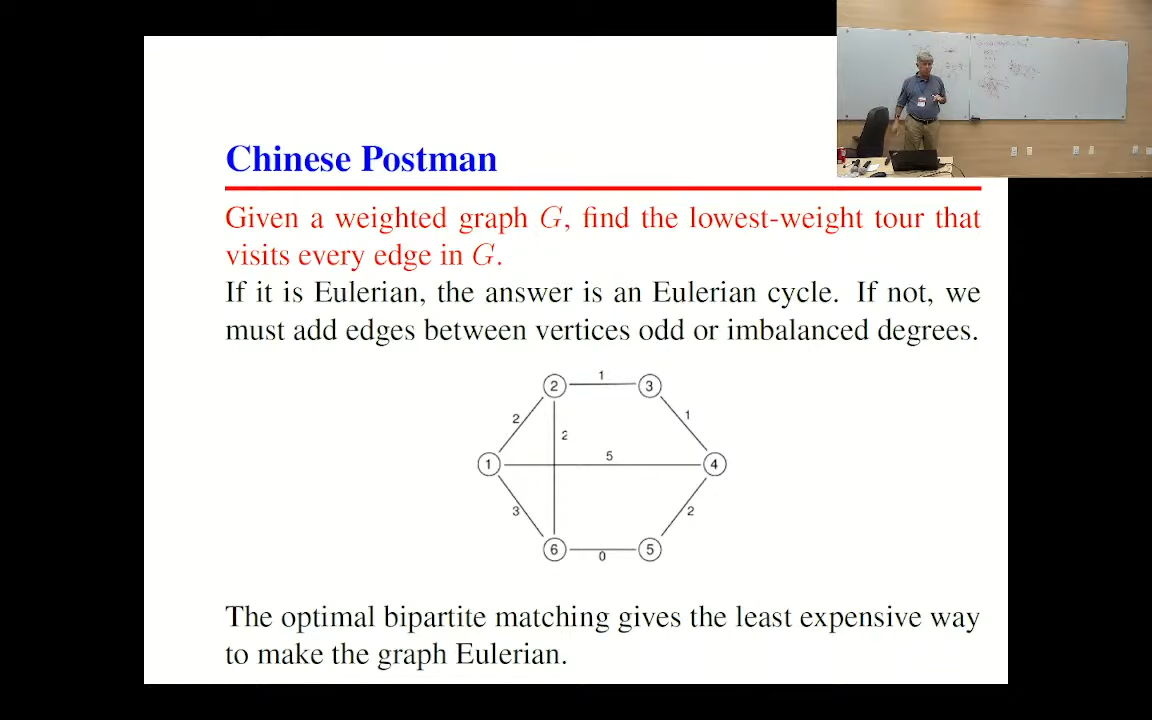 Chinese Postman
Given a weighted graph G, find the lowest-weight tour that
visits every edge in G.
If it is Eulerian, the answer is an Eulerian cycle. If not, we
must add edges between vertices odd or imbalanced degrees.
1
2 3
2 1
2
5
1 4
3 2
6 5
0
The optimal bipartite matching gives the least expensive way
to make the graph Eulerian.